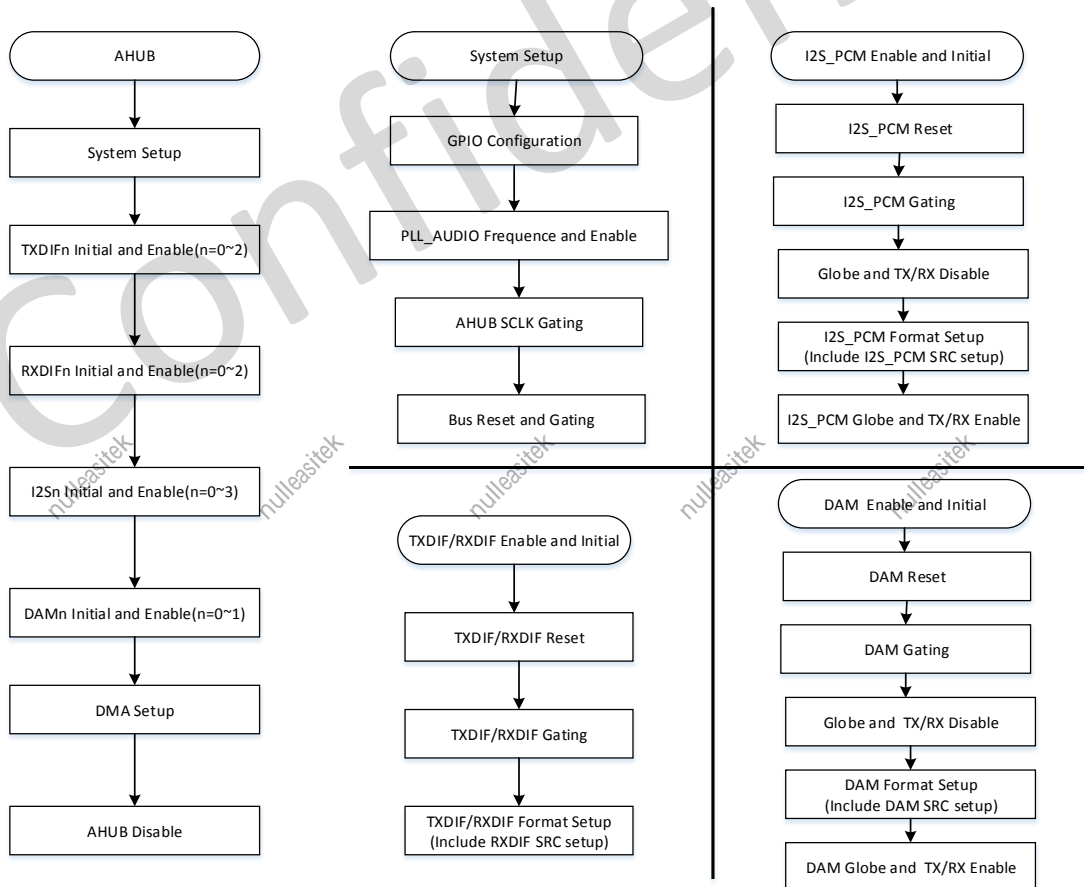 AHUB
System Setup
TXDIFn Initial and Enable(n=0~2)
RXDIFn Initial and Enable(n=0~2)
I2Sn Initial and Enable(n=0~3)
DAMn Initial and Enable(n=0~1)
DMA Setup
AHUB Disable
System Setup
GPIO Configuration
PLL_AUDIO Frequence and Enable
AHUB SCLK Gating
Bus Reset and Gating
TXDIF/RXDIF Enable and Initial
TXDIF/RXDIF Reset
TXDIF/RXDIF Gating
TXDIF/RXDIF Format Setup
(Include RXDIF SRC setup)
I2S_PCM Enable and Initial
I2S_PCM Reset
I2S_PCM Gating
Globe and TX/RX Disable
I2S_PCM Format Setup
(Include I2S_PCM SRC setup)
I2S_PCM Globe and TX/RX Enable
DAM Enable and Initial
DAM Reset
DAM Gating
Globe and TX/RX Disable
DAM Format Setup
(Include DAM SRC setup)
DAM Globe and TX/RX Enable
nulleasitek
nulleasitek
nulleasitek
nulleasitek
nulleasitek